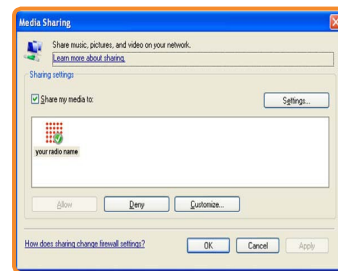 Media Sharing
Share music, pictures, and video on your network.
Learn more about sharing.
Sharing settings
Share my media to:
Settings...
your radio name
Allow
Deny
Customize...
How does sharing change firewall settings?
OK
Cancel
Apply